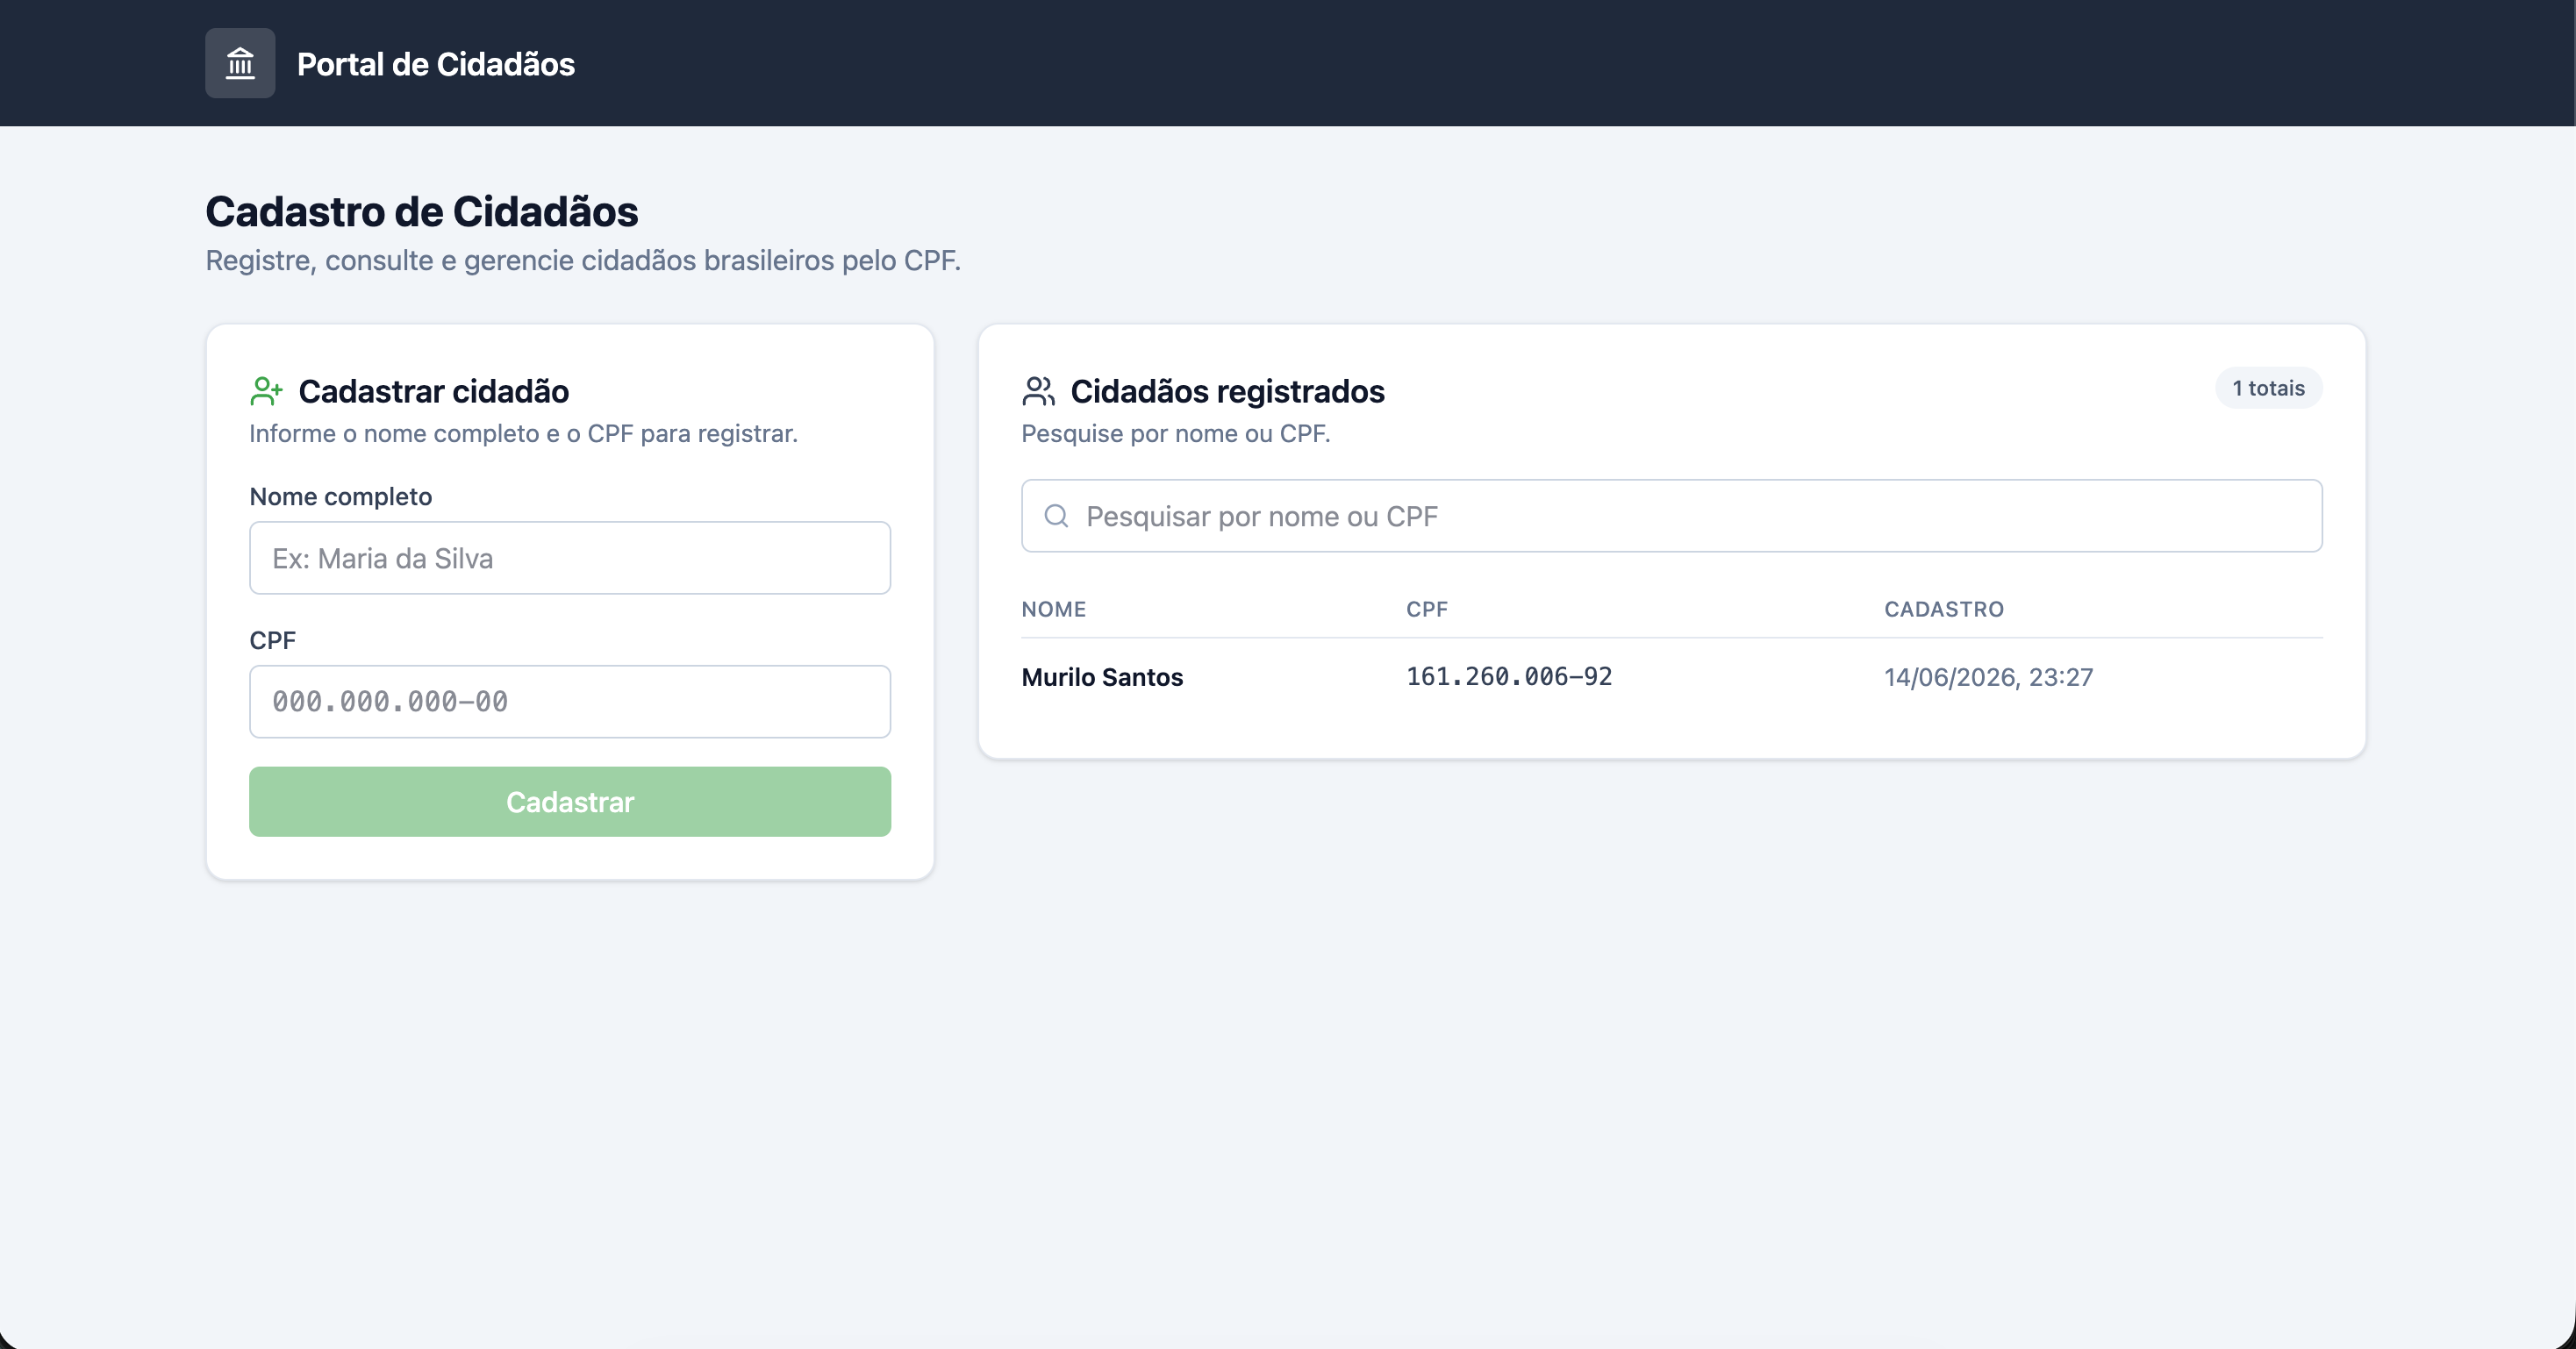 Portal de Cidadãos
Cadastro de Cidadãos
Registre, consulte e gerencie cidadãos brasileiros pelo CPF.
Cadastrar cidadão
Informe o nome completo e o CPF para registrar.
Nome completo
Ex: Maria da Silva
CPF
000.000.000-00
Cadastrar
Cidadãos registrados
1 totais
Pesquise por nome ou CPF.
Pesquisar por nome ou CPF
NOME CPF CADASTRO
Murilo Santos 161.260.006-92 14/06/2026, 23:27